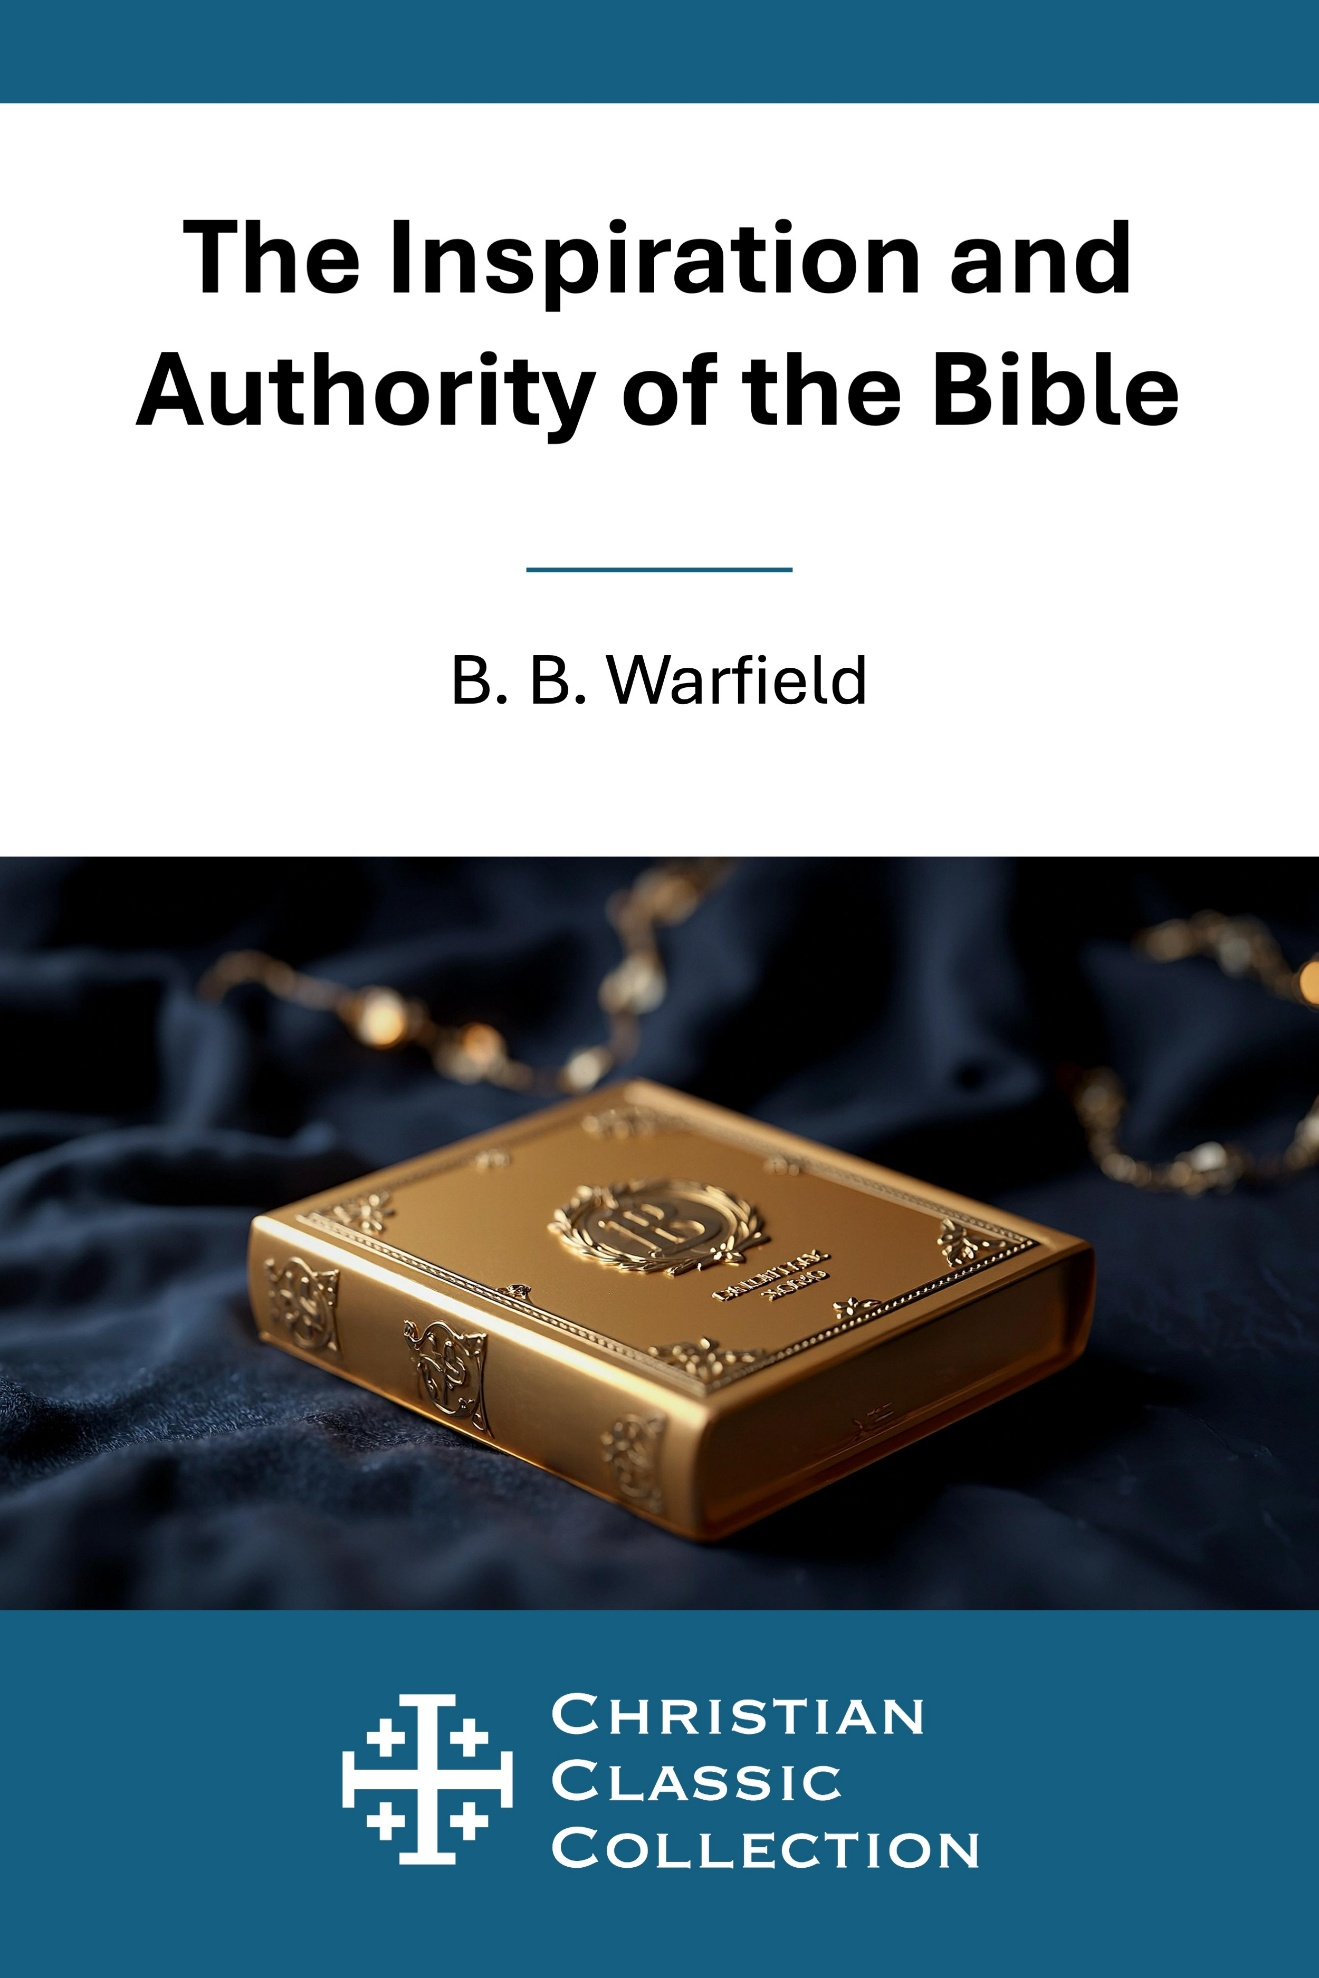 The Inspiration and
Authority of the Bible
B. B. Warfield
CHRISTIAN
CLASSIC
COLLECTION